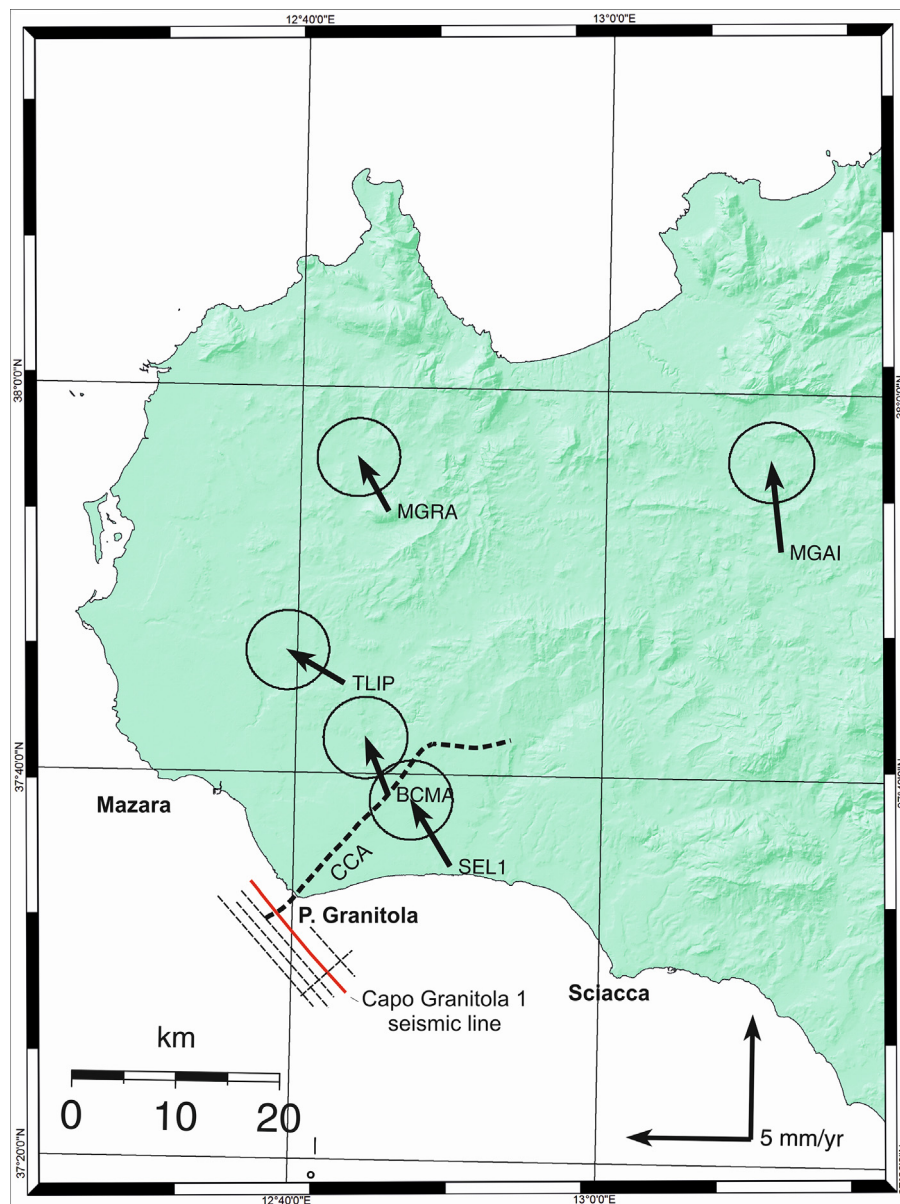 12°40'0"E
13°0'0"E
38°0'0"N
MGRA
MGAI
TLIP
37°40'0"N
BCMA
Mazara
CCA
SEL1
P. Granitola
Sciacca
Capo Granitola 1
seismic line
km
0 10 20
5 mm/yr
37°20'0"N
12°40'0"E
13°0'0"E